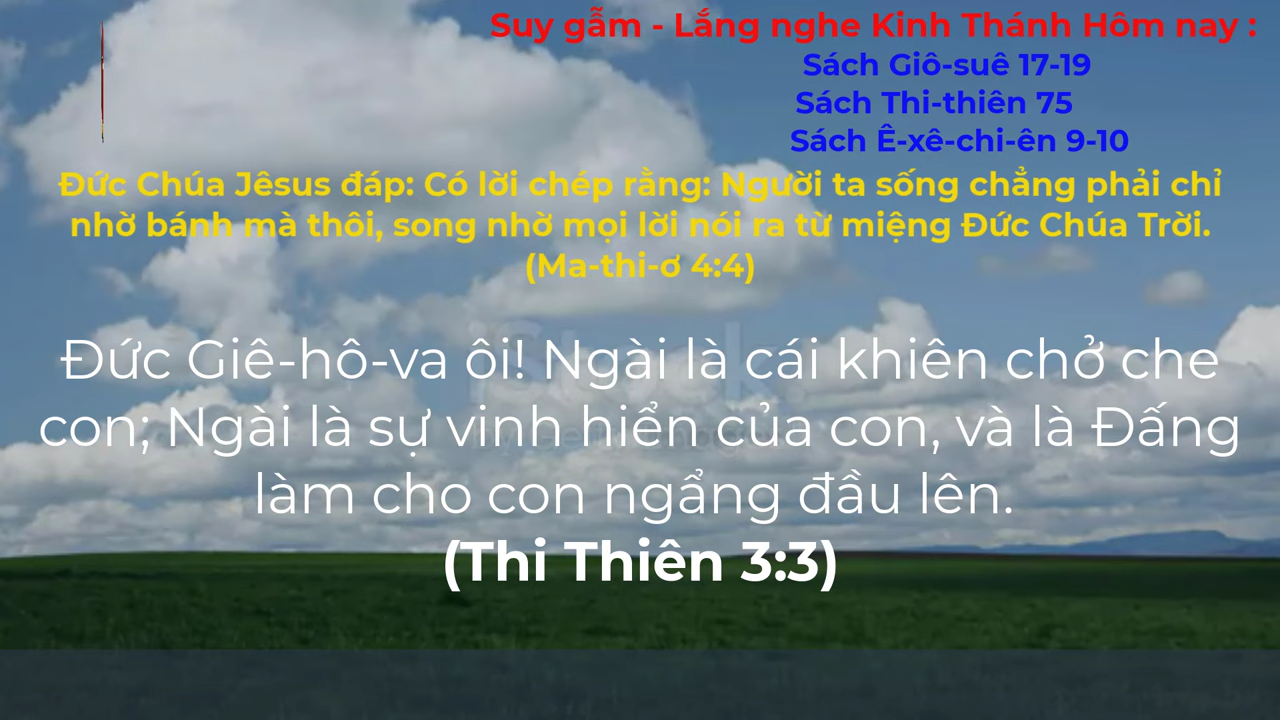 Suy gẫm - Lắng nghe Kinh Thánh Hôm nay :
Sách Giô-suê 17-19
Sách Thi-thiên 75
Sách Ê-xê-chi-ên 9-10
Đức Chúa Jêsus đáp: Có lời chép rằng: Người ta sống chẳng phải chỉ
nhờ bánh mà thôi, song nhờ mọi lời nói ra từ miệng Đức Chúa Trời.
(Ma-thi-ơ 4:4)
Đức Giê-hô-va ôi! Ngài là cái khiên chở che
con; Ngài là sự vinh hiển của con, và là Đấng
làm cho con ngẩng đầu lên.
(Thi Thiên 3:3)